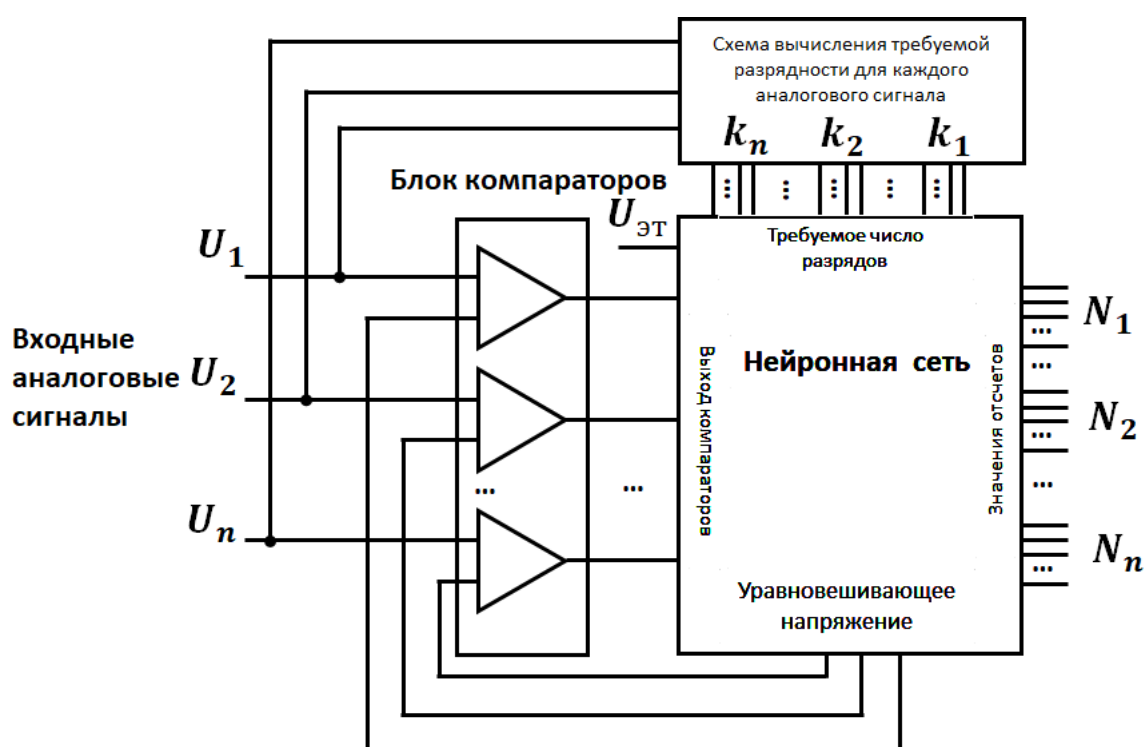 Схема вычисления требуемой
разрядности для каждого
аналогового сигнала
k_n k_2 k_1
... ... ... ... ...
Блок компараторов
U_эт
Требуемое число
разрядов
U_1
N_1
...
Входные
аналоговые
сигналы
U_2
Выход компараторов
Нейронная сеть
Значения отсчетов
...
N_2
...
... ...
...
U_n
N_n
...
Уравновешивающее
напряжение